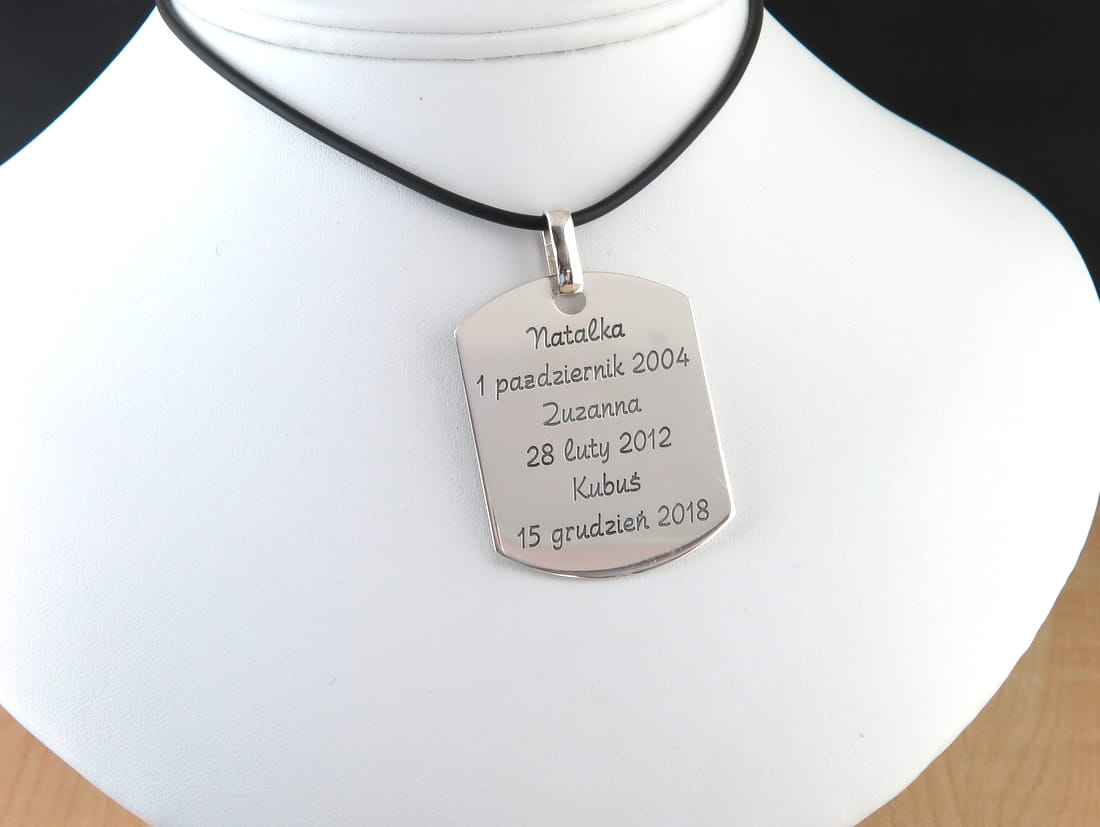 Natalka
1 pazdziernik 2004
Zuzanna
28 luty 2012
Kubuś
15 grudzień 2018